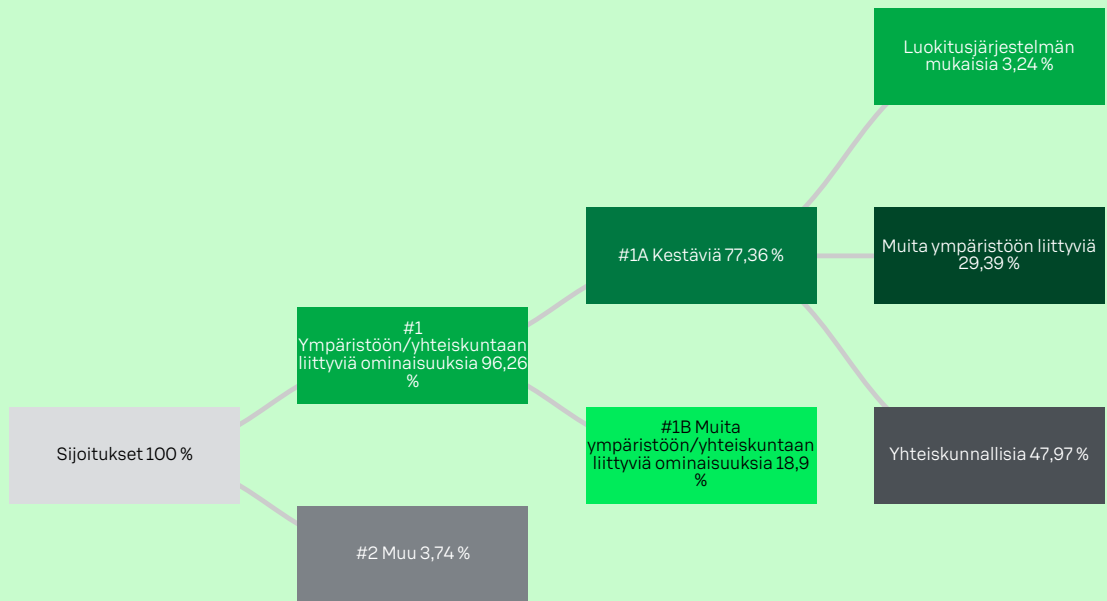 Luokitusjärjestelmän
mukaisia 3,24 %
#1A Kestäviä 77,36 %
Muita ympäristöön liittyviä
29,39 %
#1
Ympäristöön/yhteiskuntaan
liittyviä ominaisuuksia 96,26
%
Sijoitukset 100 %
#1B Muita
ympäristöön/yhteiskuntaan
liittyviä ominaisuuksia 18,9
%
Yhteiskunnallisia 47,97 %
#2 Muu 3,74 %